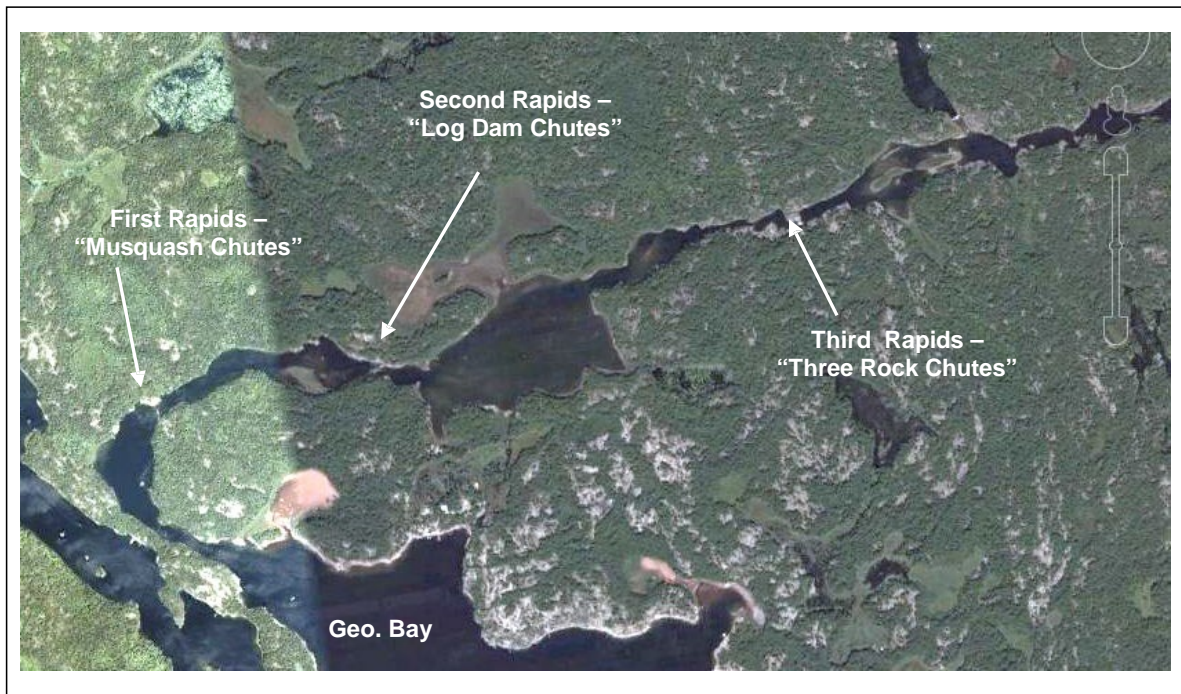 Second Rapids –
“Log Dam Chutes”
First Rapids –
“Musquash Chutes”
Third Rapids –
“Three Rock Chutes”
Geo. Bay